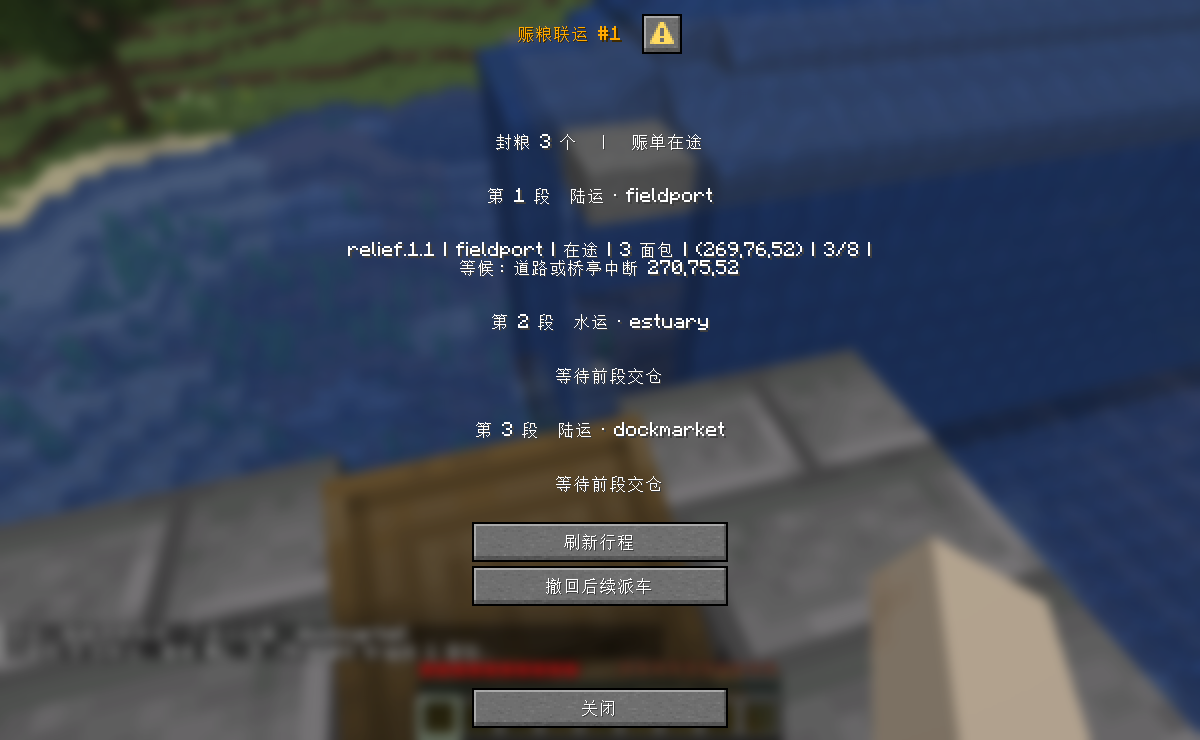 赈粮联运 #1
封粮 3 个 | 赈单在途
第 1 段 陆运 · fieldport
relief.1.1 | fieldport | 在途 | 3 面包 | (269,76,52) | 3/8 |
等候：道路或桥亭中断 270,75,52
第 2 段 水运 · estuary
等待前段交仓
第 3 段 陆运 · dockmarket
等待前段交仓
刷新行程
撤回后续派车
关闭